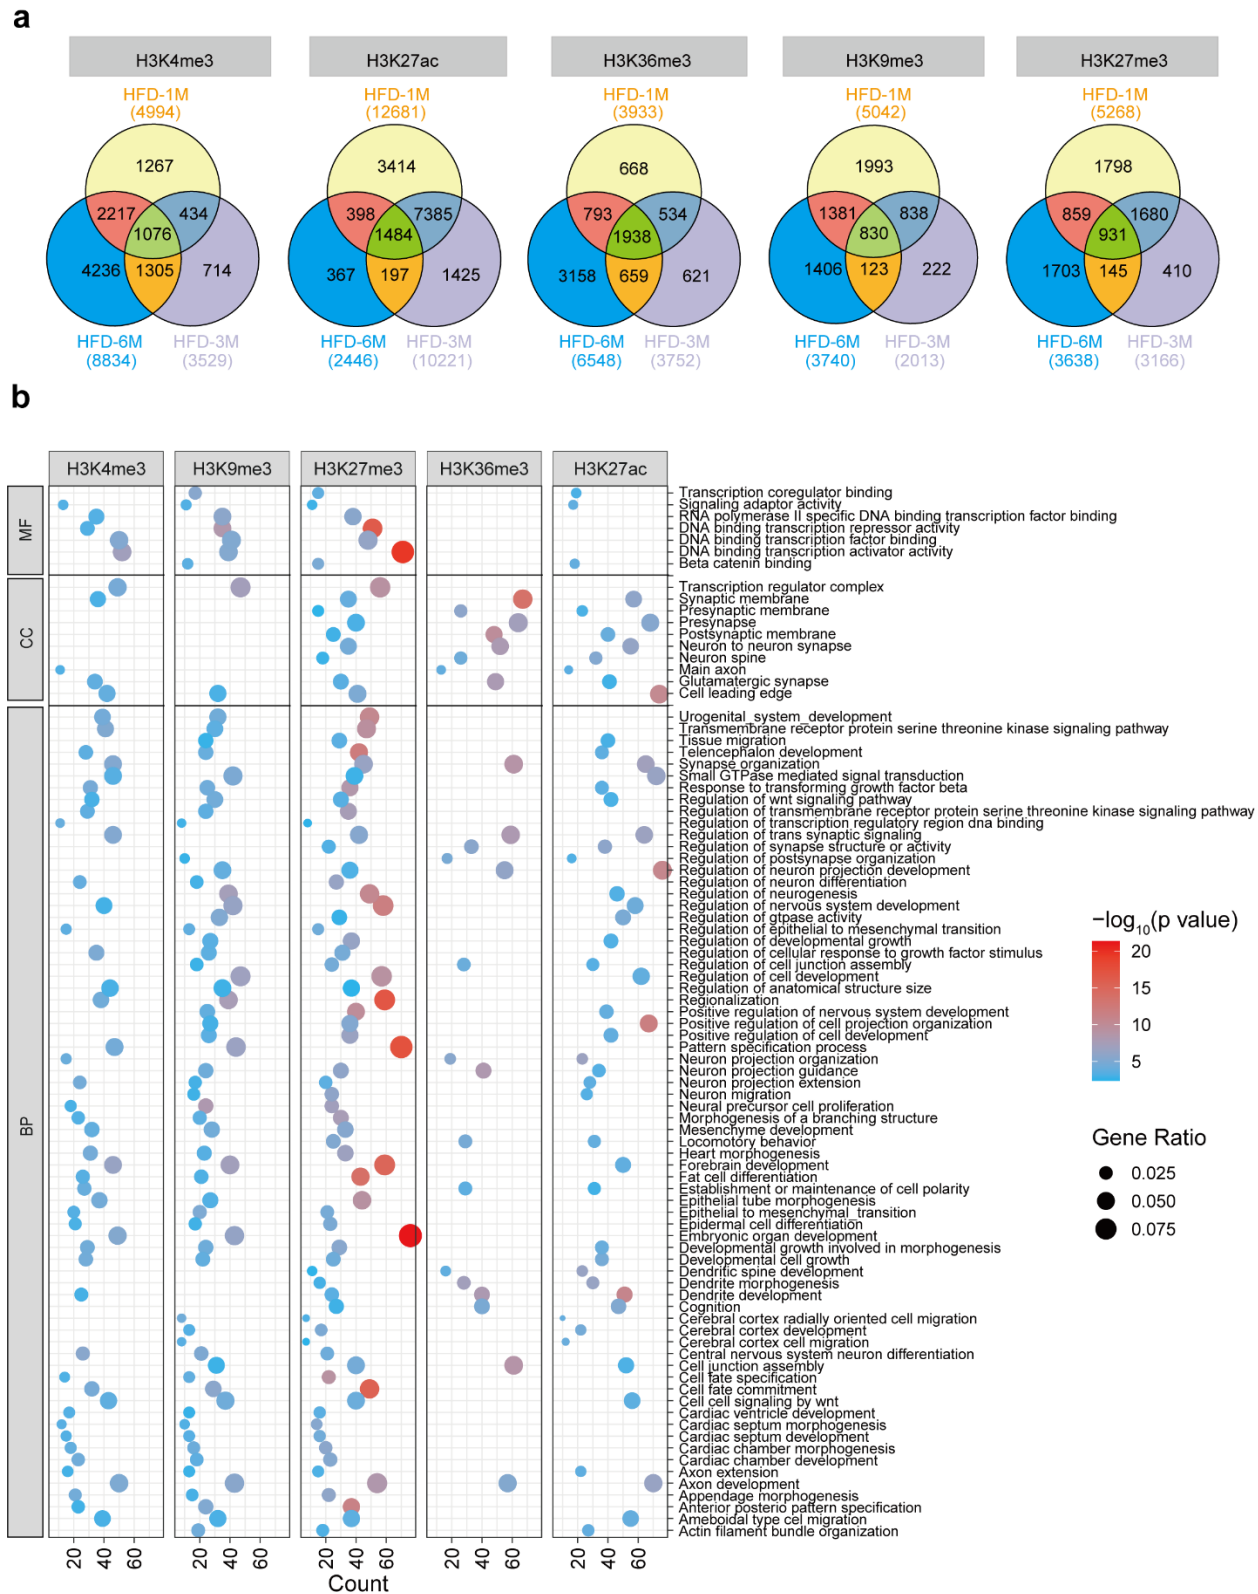 a
H3K4me3
H3K27ac
H3K36me3
H3K9me3
H3K27me3
HFD-1M
(4994)
HFD-1M
(12681)
HFD-1M
(3933)
HFD-1M
(5042)
HFD-1M
(5268)
1267
2217
434
1076
4236
1305
714
3414
398
7385
1484
367
197
1425
668
793
534
1938
3158
659
621
1993
1381
838
830
1406
123
222
1798
859
1680
931
1703
145
410
HFD-6M
(8834)
HFD-3M
(3529)
HFD-6M
(2446)
HFD-3M
(10221)
HFD-6M
(6548)
HFD-3M
(3752)
HFD-6M
(3740)
HFD-3M
(2013)
HFD-6M
(3638)
HFD-3M
(3166)
b
H3K4me3
H3K9me3
H3K27me3
H3K36me3
H3K27ac
MF
Transcription coregulator binding
Signaling adaptor activity
RNA polymerase II specific DNA binding transcription factor binding
DNA binding transcription repressor activity
DNA binding transcription factor binding
DNA binding transcription activator activity
Beta catenin binding
CC
Transcription regulator complex
Synaptic membrane
Presynaptic membrane
Presynapse
Postsynaptic membrane
Neuron to neuron synapse
Neuron spine
Main axon
Glutamatergic synapse
Cell leading edge
BP
Urogenital_system_development
Transmembrane receptor protein serine threonine kinase signaling pathway
Tissue migration
Telencephalon development
Synapse organization
Small GTPase mediated signal transduction
Response to transforming growth factor beta
Regulation of wnt signaling pathway
Regulation of transmembrane receptor protein serine threonine kinase signaling pathway
Regulation of transcription regulatory region dna binding
Regulation of trans synaptic signaling
Regulation of synapse structure or activity
Regulation of postsynapse organization
Regulation of neuron projection development
Regulation of neuron differentiation
Regulation of neurogenesis
Regulation of nervous system development
Regulation of gtpase activity
Regulation of epithelial to mesenchymal transition
Regulation of developmental growth
Regulation of cellular response to growth factor stimulus
Regulation of cell junction assembly
Regulation of cell development
Regulation of anatomical structure size
Regionalization
Positive regulation of nervous system development
Positive regulation of cell projection organization
Positive regulation of cell development
Pattern specification process
Neuron projection organization
Neuron projection guidance
Neuron projection extension
Neuron migration
Neural precursor cell proliferation
Morphogenesis of a branching structure
Mesenchyme development
Locomotory behavior
Heart morphogenesis
Forebrain development
Fat cell differentiation
Establishment or maintenance of cell polarity
Epithelial tube morphogenesis
Epithelial to mesenchymal_transition
Epidermal cell differentiation
Embryonic organ development
Developmental growth involved in morphogenesis
Developmental cell growth
Dendritic spine development
Dendrite morphogenesis
Dendrite development
Cognition
Cerebral cortex radially oriented cell migration
Cerebral cortex development
Cerebral cortex cell migration
Central nervous system neuron differentiation
Cell junction assembly
Cell fate specification
Cell fate commitment
Cell cell signaling by wnt
Cardiac ventricle development
Cardiac septum morphogenesis
Cardiac septum development
Cardiac chamber morphogenesis
Cardiac chamber development
Axon extension
Axon development
Appendage morphogenesis
Anterior posterio pattern specification
Ameboidal type cel migration
Actin filament bundle organization
20 40 60
20 40 60
20 40 60
20 40 60
20 40 60
Count
−log10(p value)
20
15
10
5
Gene Ratio
0.025
0.050
0.075